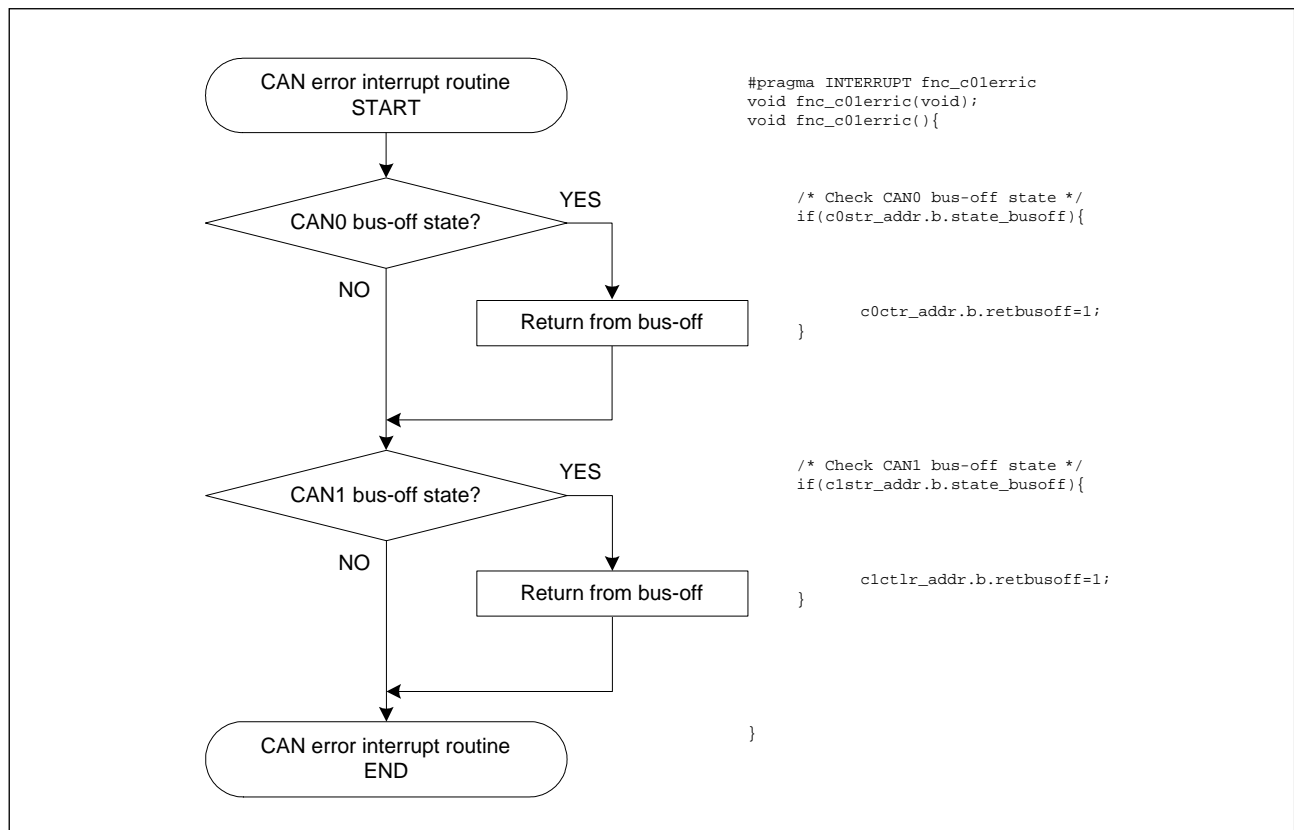 CAN error interrupt routine
START
#pragma INTERRUPT fnc_c01erric
void fnc_c01erric(void);
void fnc_c01erric(){
CAN0 bus-off state?
YES
NO
/* Check CAN0 bus-off state */
if(c0str_addr.b.state_busoff){
Return from bus-off
c0ctr_addr.b.retbusoff=1;
}
CAN1 bus-off state?
YES
NO
/* Check CAN1 bus-off state */
if(c1str_addr.b.state_busoff){
Return from bus-off
c1ctlr_addr.b.retbusoff=1;
}
CAN error interrupt routine
END
}